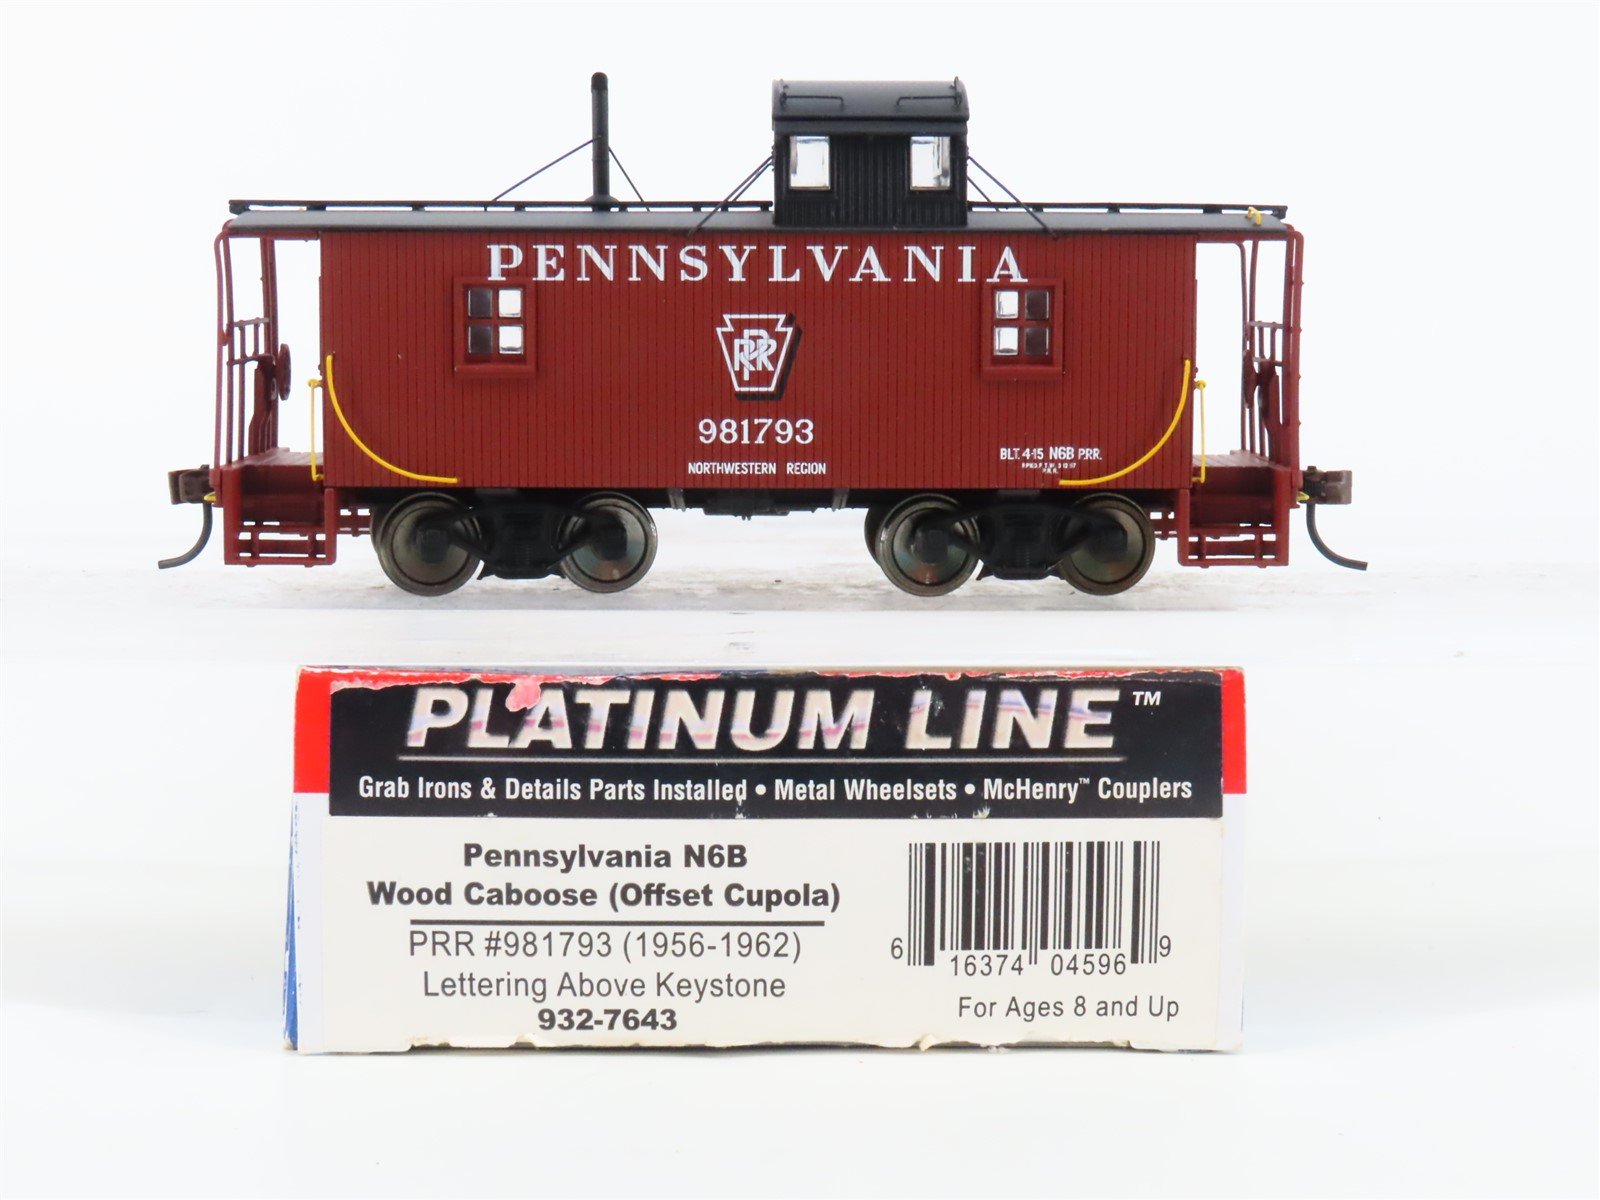 PENNSYLVANIA
PRR
981793
NORTHWESTERN REGION
BLT. 4-15 N6B P.R.R.
PLATINUM LINE™
Grab Irons & Details Parts Installed • Metal Wheelsets • McHenry™ Couplers
Pennsylvania N6B
Wood Caboose (Offset Cupola)
PRR #981793 (1956-1962)
Lettering Above Keystone
932-7643
6 16374 04596 9
For Ages 8 and Up